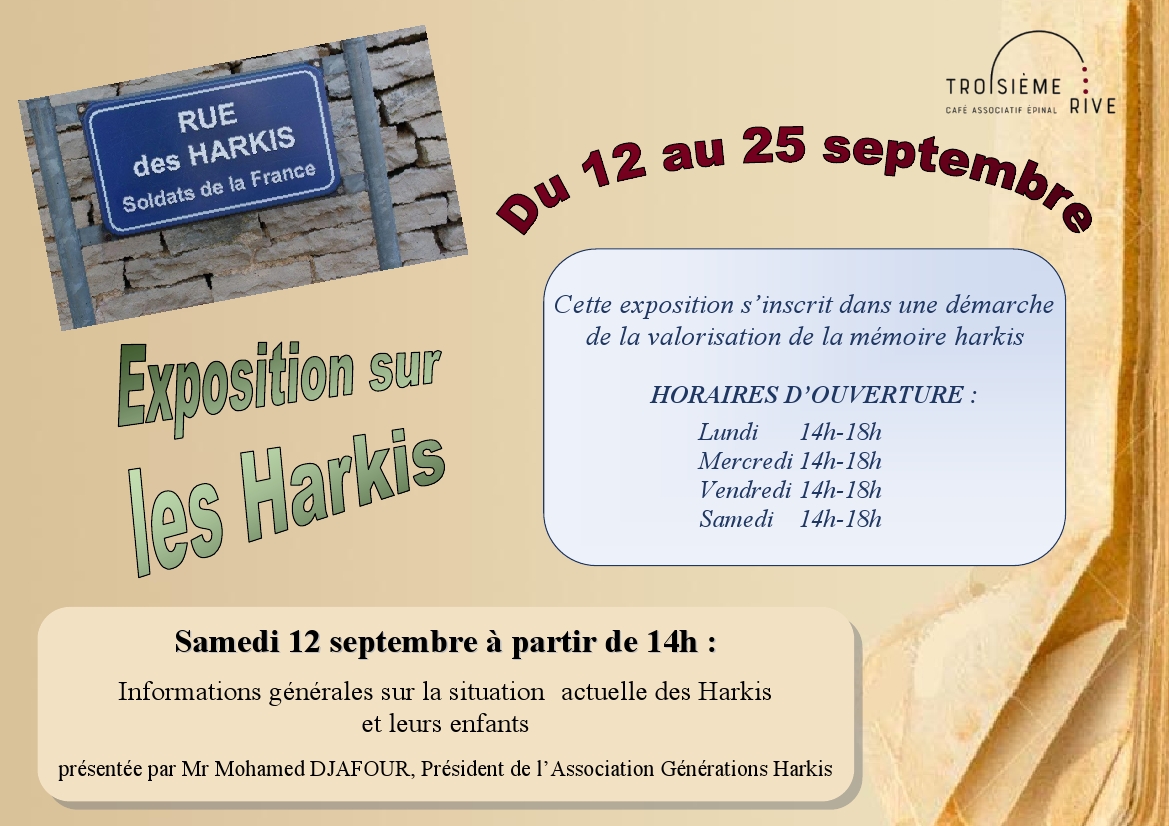 RUE
des HARKIS
Soldats de la France
TROISIÈME
CAFÉ ASSOCIATIF ÉPINAL RIVE
Du 12 au 25 septembre
Exposition sur
les Harkis
Cette exposition s’inscrit dans une démarche
de la valorisation de la mémoire harkis
HORAIRES D’OUVERTURE :
Lundi 14h-18h
Mercredi 14h-18h
Vendredi 14h-18h
Samedi 14h-18h
Samedi 12 septembre à partir de 14h :
Informations générales sur la situation actuelle des Harkis
et leurs enfants
présentée par Mr Mohamed DJAFOUR, Président de l’Association Générations Harkis